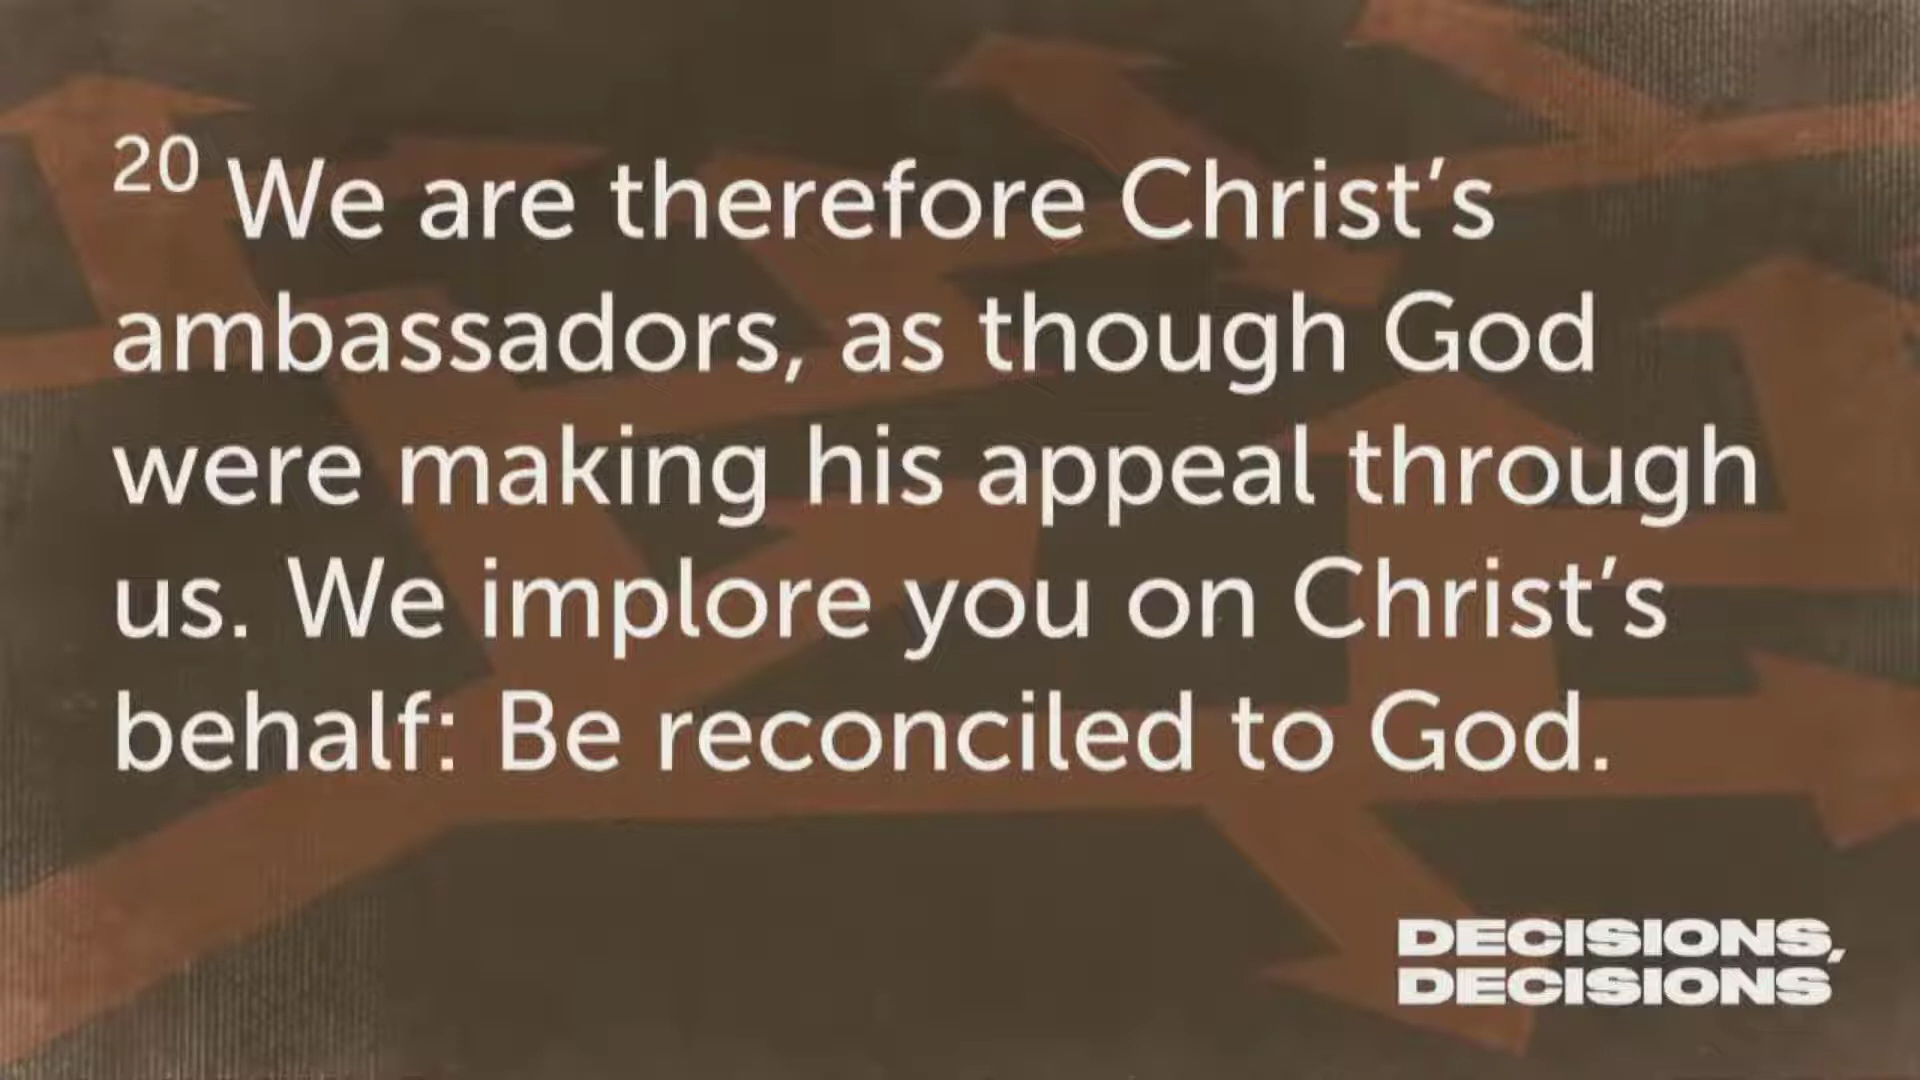 20 We are therefore Christ’s
ambassadors, as though God
were making his appeal through
us. We implore you on Christ’s
behalf: Be reconciled to God.
DECISIONS,
DECISIONS